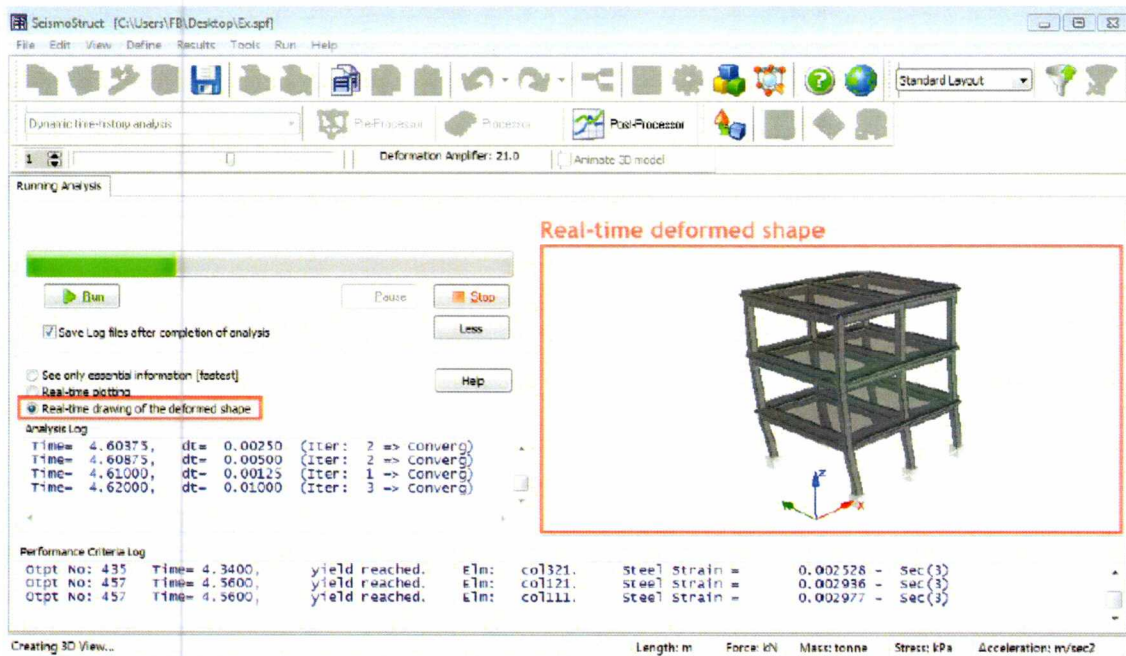 SeismoStruct [C:\Users\FB\Desktop\Ex.spf]
File Edit View Define Results Tools Run Help
Standard Layout
Dynamic time-history analysis Pre-Processor Processor Post-Processor
1 Deformation Amplifier: 21.0 Animate 3D model
Running Analysis
Real-time deformed shape
Run Pause Stop
Save Log files after completion of analysis Less
See only essential information [fastest]
Help
Real-time plotting
Real-time drawing of the deformed shape
Analysis Log
Time= 4.60375, dt= 0.00250 (Iter: 2 => Converg)
Time= 4.60875, dt= 0.00500 (Iter: 2 => Converg)
Time= 4.61000, dt= 0.00125 (Iter: 1 => Converg)
Time= 4.62000, dt= 0.01000 (Iter: 3 => Converg)
z
x
Performance Criteria Log
Otpt No: 435 Time= 4.3400, yield reached. Elm: col321. Steel Strain = 0.002528 - Sec(3)
Otpt No: 457 Time= 4.5600, yield reached. Elm: col121. Steel Strain = 0.002936 - Sec(3)
Otpt No: 457 Time= 4.5600, yield reached. Elm: col111. Steel Strain = 0.002977 - Sec(3)
Creating 3D View... Length: m Force: kN Mass: tonne Stress: kPa Acceleration: m/sec2